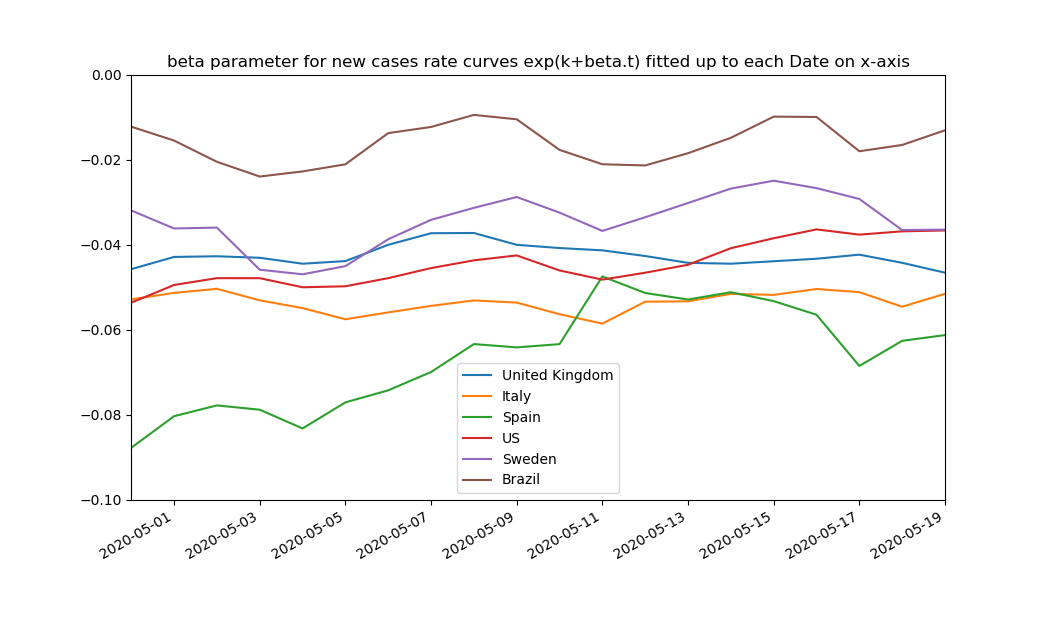 beta parameter for new cases rate curves exp(k+beta.t) fitted up to each Date on x-axis
0.00
−0.02
−0.04
−0.06
−0.08
−0.10
United Kingdom
Italy
Spain
US
Sweden
Brazil
2020-05-01
2020-05-03
2020-05-05
2020-05-07
2020-05-09
2020-05-11
2020-05-13
2020-05-15
2020-05-17
2020-05-19